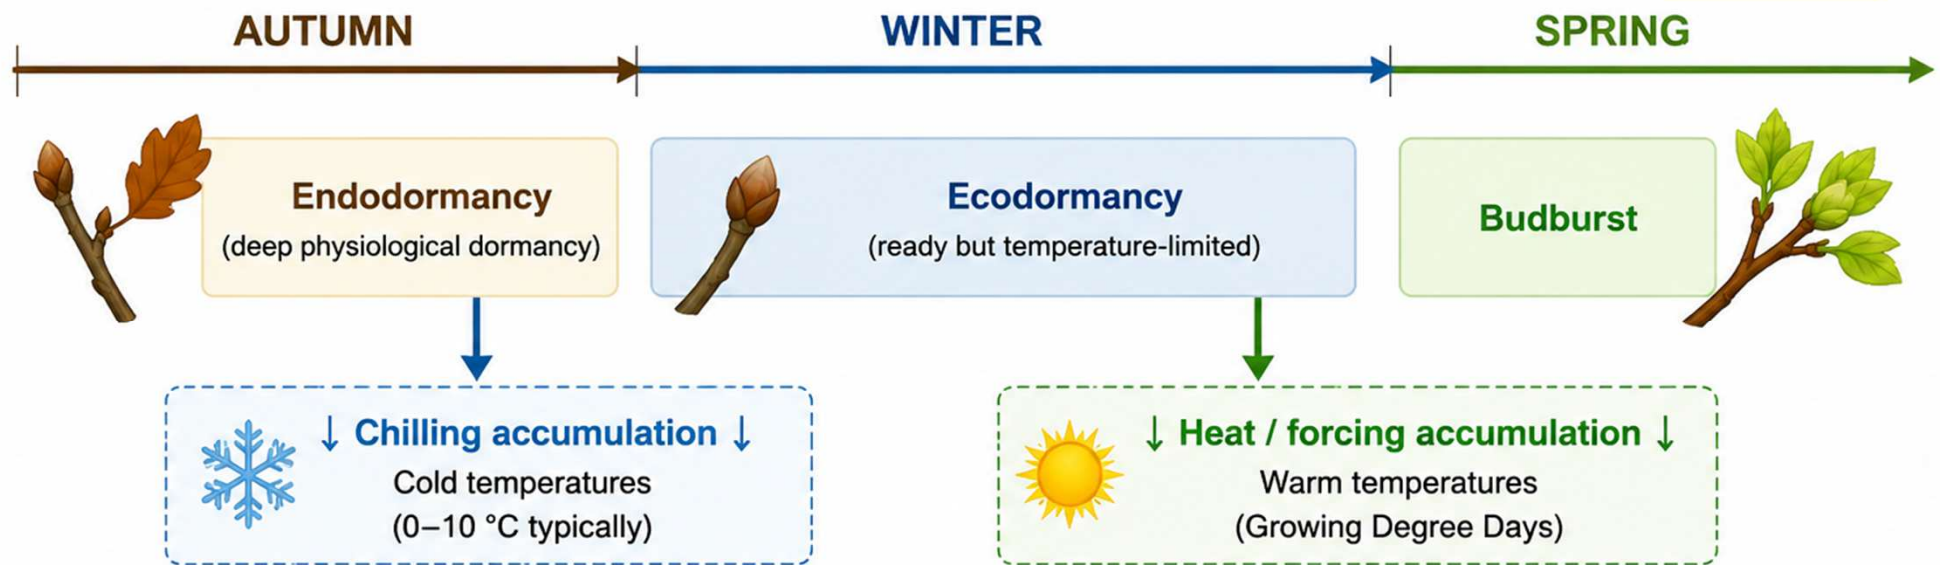 AUTUMN
WINTER
SPRING
Endodormancy
(deep physiological dormancy)
Ecodormancy
(ready but temperature-limited)
Budburst
↓ Chilling accumulation ↓
Cold temperatures
(0–10 °C typically)
↓ Heat / forcing accumulation ↓
Warm temperatures
(Growing Degree Days)